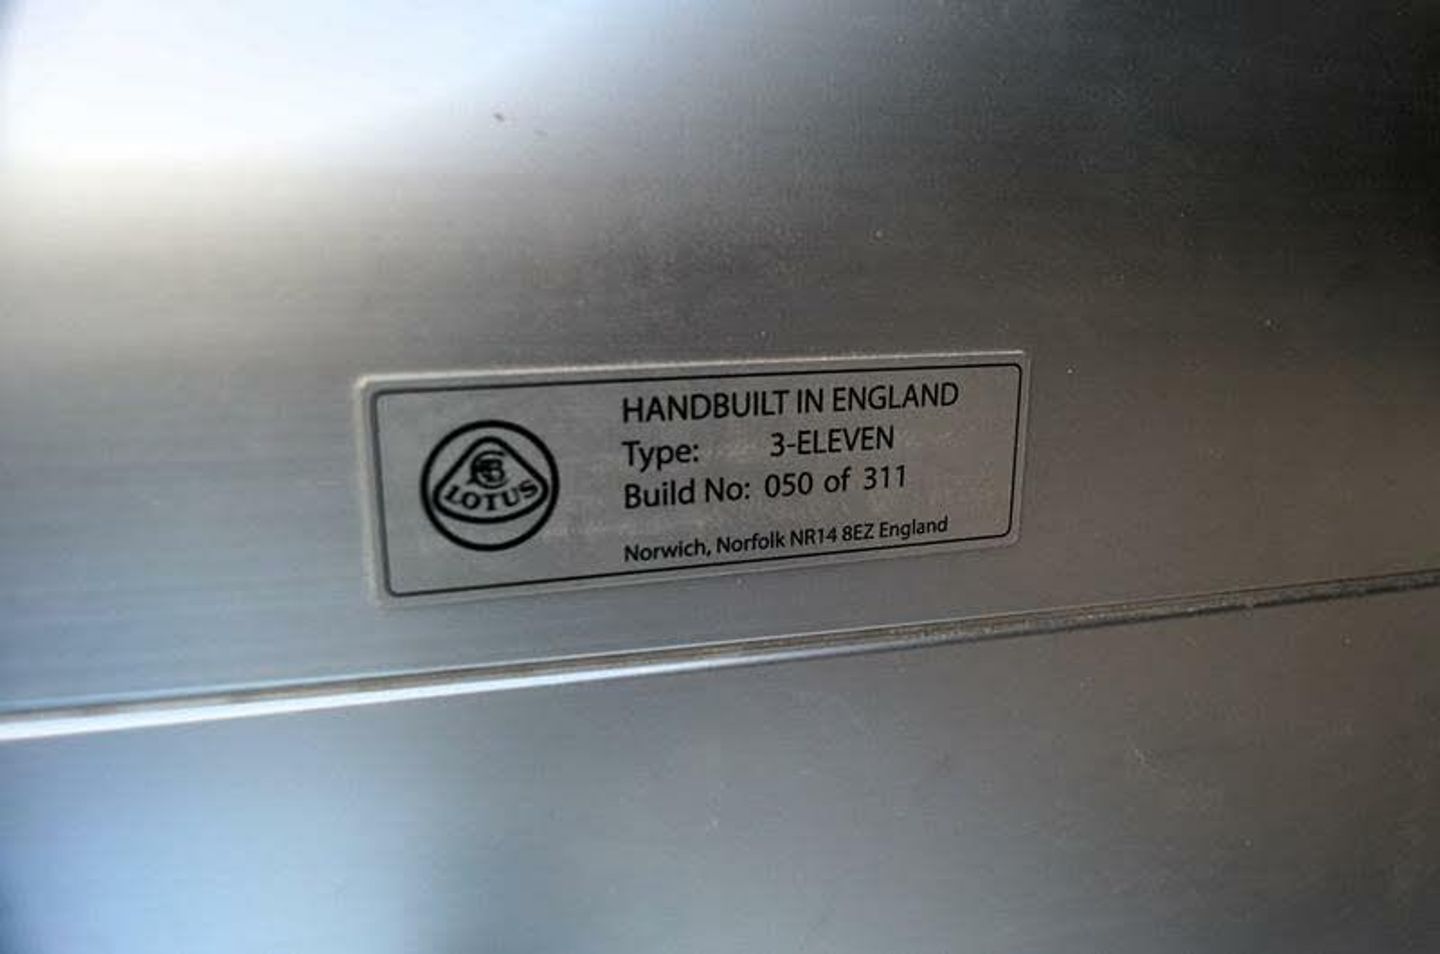 LOTUS
HANDBUILT IN ENGLAND
Type: 3-ELEVEN
Build No: 050 of 311
Norwich, Norfolk NR14 8EZ England